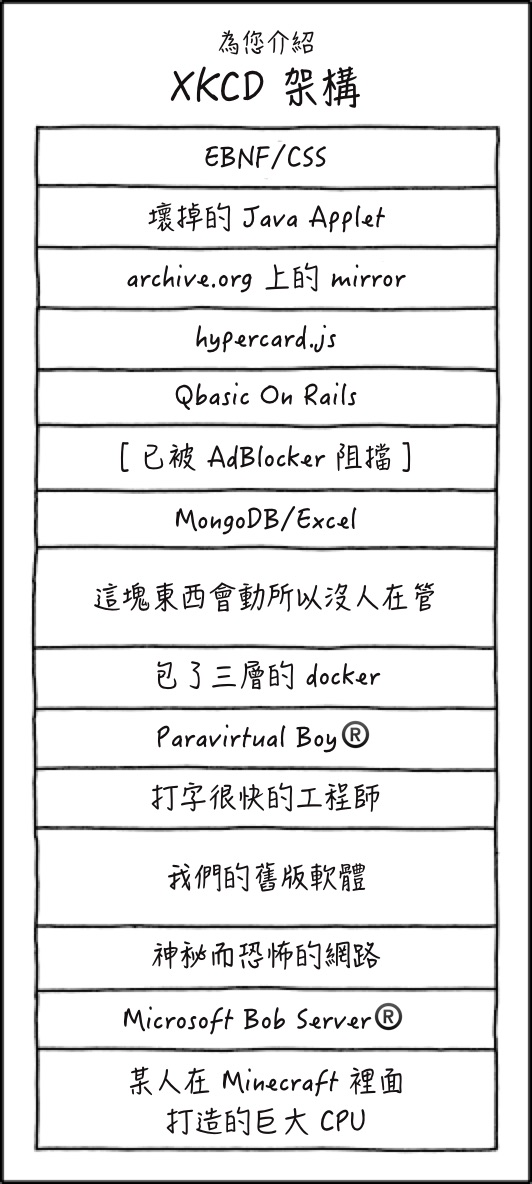 為您介紹
XKCD 架構
EBNF/CSS
壞掉的 Java Applet
archive.org 上的 mirror
hypercard.js
Qbasic On Rails
[ 已被 AdBlocker 阻擋 ]
MongoDB/Excel
這塊東西會動所以沒人在管
包了三層的 docker
Paravirtual Boy®
打字很快的工程師
我們的舊版軟體
神秘而恐怖的網路
Microsoft Bob Server®
某人在 Minecraft 裡面
打造的巨大 CPU